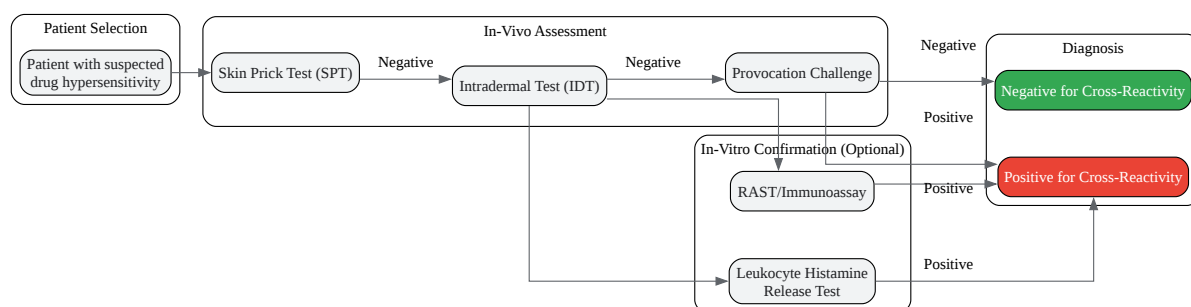 Patient Selection
Patient with suspected
drug hypersensitivity
In-Vivo Assessment
Skin Prick Test (SPT)
Negative
Intradermal Test (IDT)
Negative
Provocation Challenge
Negative
Positive
In-Vitro Confirmation (Optional)
RAST/Immunoassay
Positive
Leukocyte Histamine
Release Test
Positive
Diagnosis
Negative for Cross-Reactivity
Positive for Cross-Reactivity